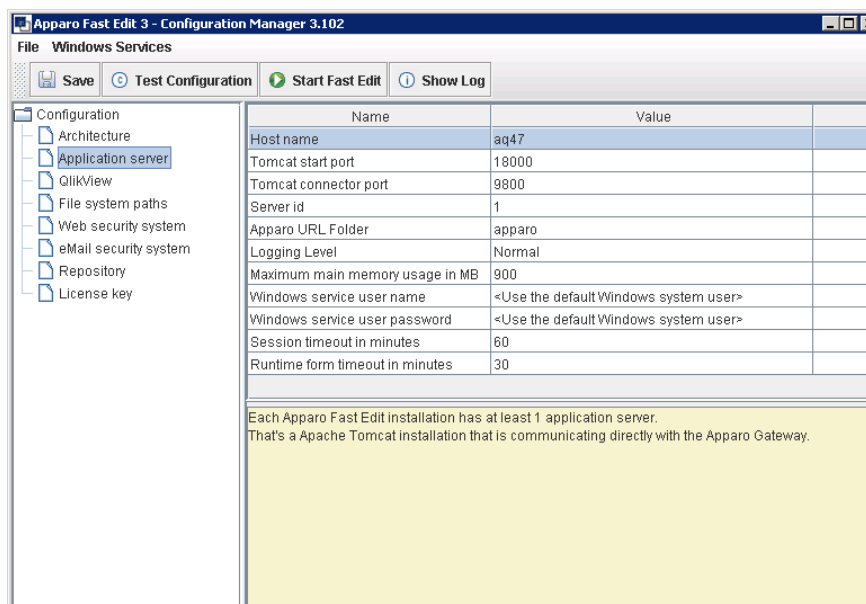 Apparo Fast Edit 3 - Configuration Manager 3.102
File Windows Services
Save Test Configuration Start Fast Edit Show Log
Configuration
Architecture
Application server
QlikView
File system paths
Web security system
eMail security system
Repository
License key
Name Value
Host name aq47
Tomcat start port 18000
Tomcat connector port 9800
Server id 1
Apparo URL Folder apparo
Logging Level Normal
Maximum main memory usage in MB 900
Windows service user name <Use the default Windows system user>
Windows service user password <Use the default Windows system user>
Session timeout in minutes 60
Runtime form timeout in minutes 30
Each Apparo Fast Edit installation has at least 1 application server.
That's a Apache Tomcat installation that is communicating directly with the Apparo Gateway.